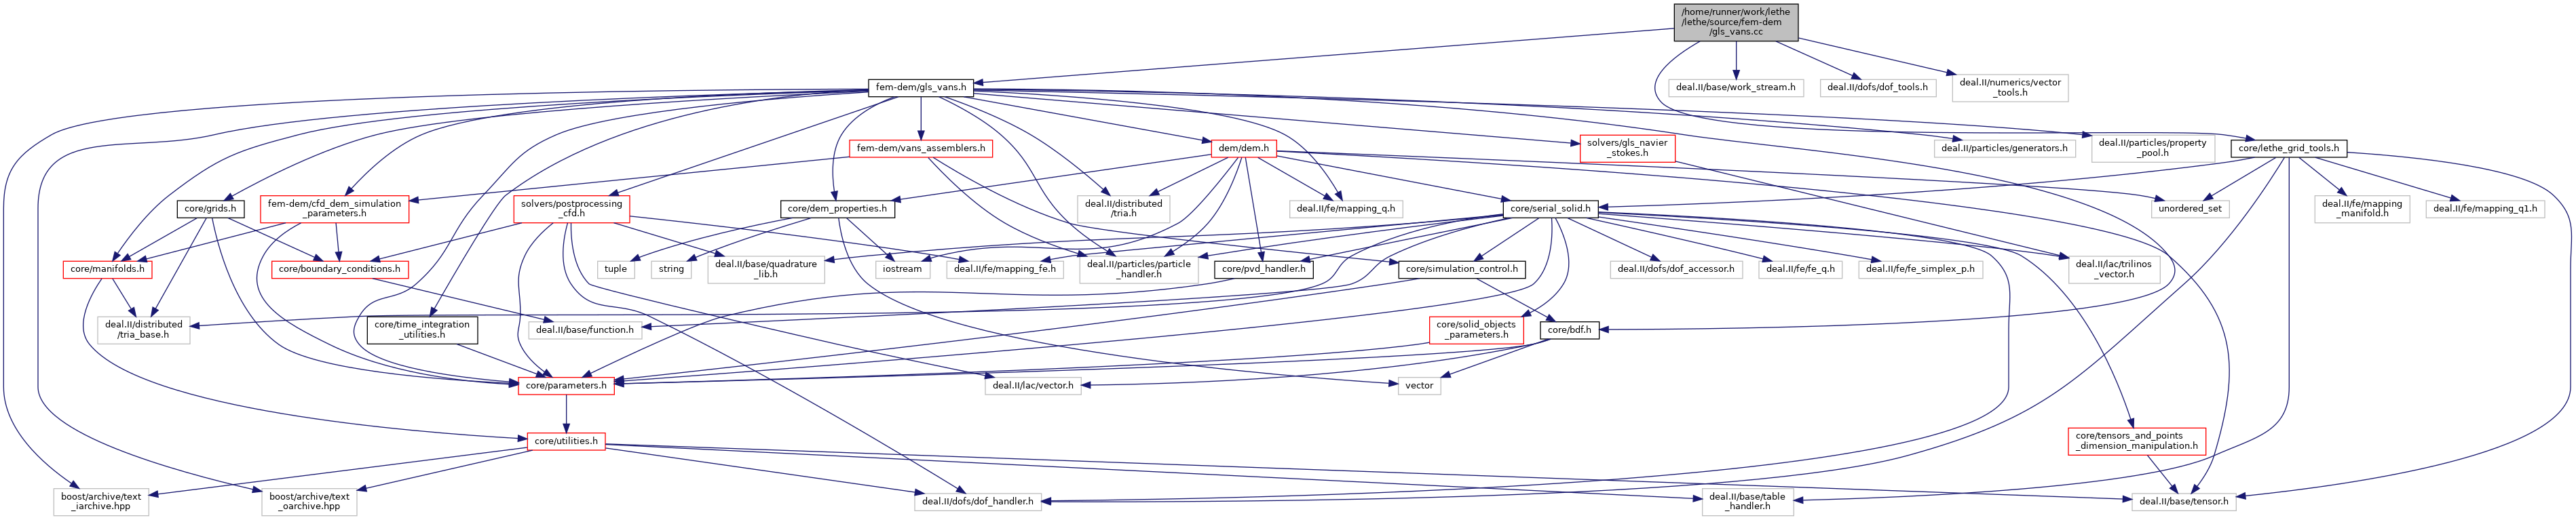 /home/runner/work/lethe
/lethe/source/fem-dem
/gls_vans.cc
fem-dem/gls_vans.h
deal.II/base/work_stream.h
deal.II/dofs/dof_tools.h
deal.II/numerics/vector
_tools.h
fem-dem/vans_assemblers.h
dem/dem.h
solvers/gls_navier
_stokes.h
deal.II/particles/generators.h
deal.II/particles/property
_pool.h
core/lethe_grid_tools.h
core/grids.h
fem-dem/cfd_dem_simulation
_parameters.h
solvers/postprocessing
_cfd.h
core/dem_properties.h
deal.II/distributed
/tria.h
deal.II/fe/mapping_q.h
core/serial_solid.h
unordered_set
deal.II/fe/mapping
_manifold.h
deal.II/fe/mapping_q1.h
core/manifolds.h
core/boundary_conditions.h
tuple
string
deal.II/base/quadrature
_lib.h
iostream
deal.II/fe/mapping_fe.h
deal.II/particles/particle
_handler.h
core/pvd_handler.h
core/simulation_control.h
deal.II/dofs/dof_accessor.h
deal.II/fe/fe_q.h
deal.II/fe/fe_simplex_p.h
deal.II/lac/trilinos
_vector.h
deal.II/distributed
/tria_base.h
core/time_integration
_utilities.h
deal.II/base/function.h
core/solid_objects
_parameters.h
core/bdf.h
core/parameters.h
deal.II/lac/vector.h
vector
core/utilities.h
core/tensors_and_points
_dimension_manipulation.h
boost/archive/text
_iarchive.hpp
boost/archive/text
_oarchive.hpp
deal.II/dofs/dof_handler.h
deal.II/base/table
_handler.h
deal.II/base/tensor.h